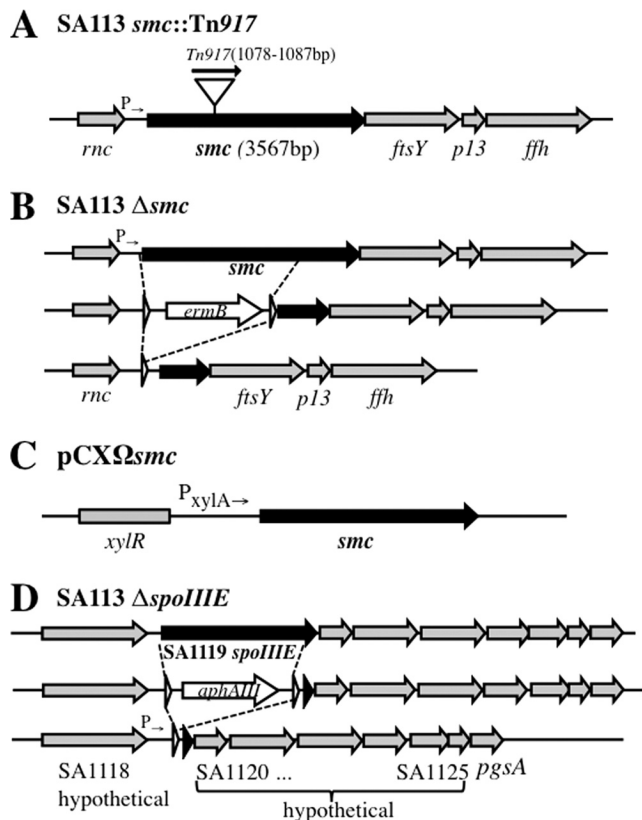 A SA113 smc::Tn917
Tn917(1078-1087bp)
P→
rnc smc (3567bp) ftsY p13 ffh
B SA113 Δsmc
P→
smc
ermB
rnc ftsY p13 ffh
C pCXΩsmc
PxylA→
xylR smc
D SA113 ΔspoIIIE
SA1119 spoIIIE
aphAIII
P→
SA1118 SA1120 ... SA1125 pgsA
hypothetical
hypothetical